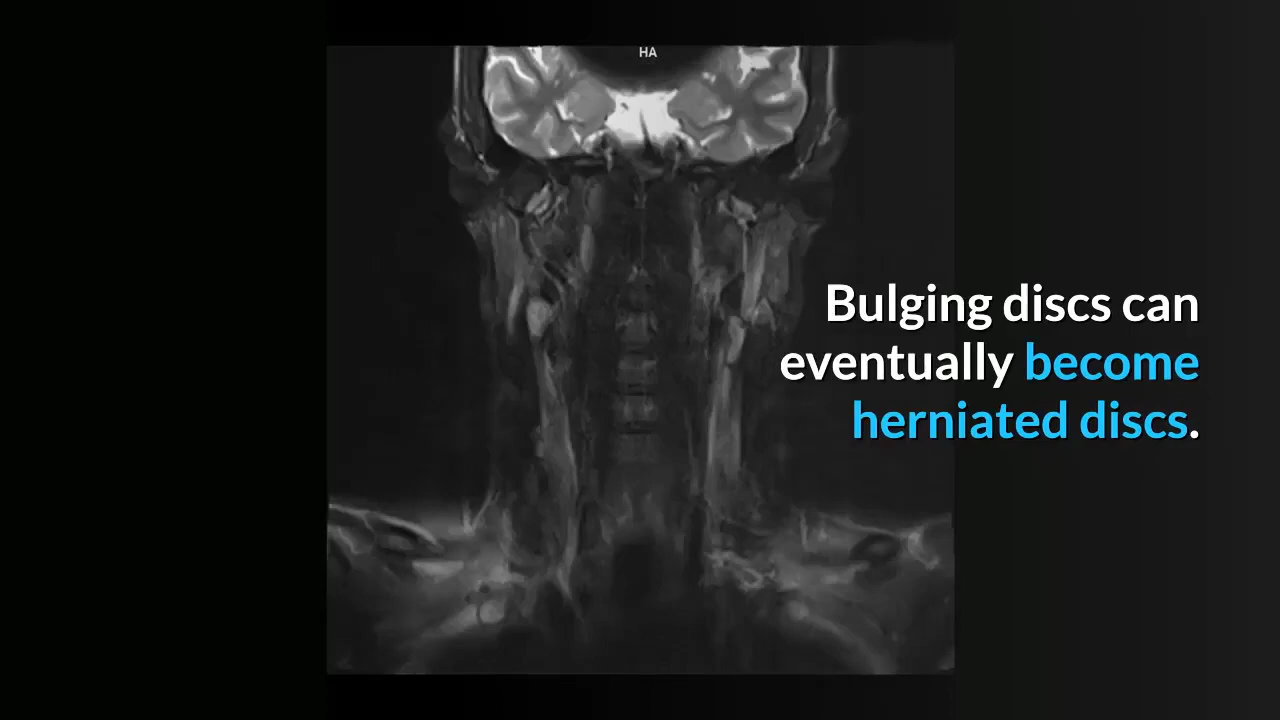 HA
Bulging discs can
eventually become
herniated discs.